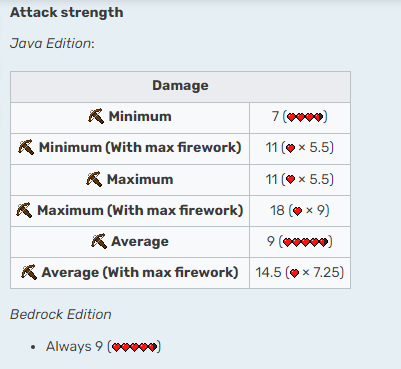 Attack strength
Java Edition:
Damage
Minimum 7 ( )
Minimum (With max firework) 11 ( × 5.5)
Maximum 11 ( × 5.5)
Maximum (With max firework) 18 ( × 9)
Average 9 ( )
Average (With max firework) 14.5 ( × 7.25)
Bedrock Edition
• Always 9 ( )